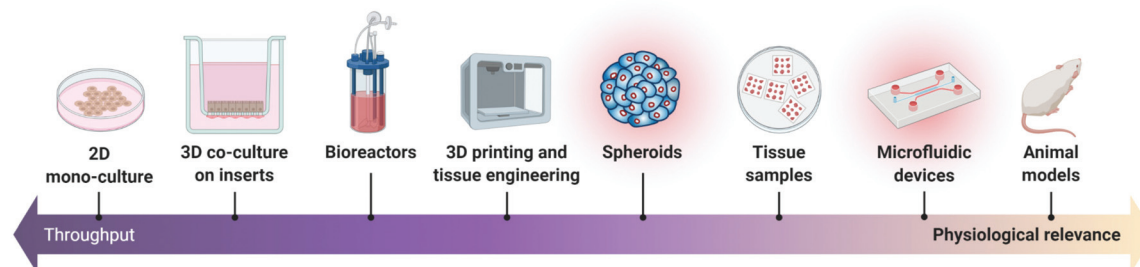 2D
mono-culture
3D co-culture
on inserts
Bioreactors
3D printing and
tissue engineering
Spheroids
Tissue
samples
Microfluidic
devices
Animal
models
Throughput
Physiological relevance